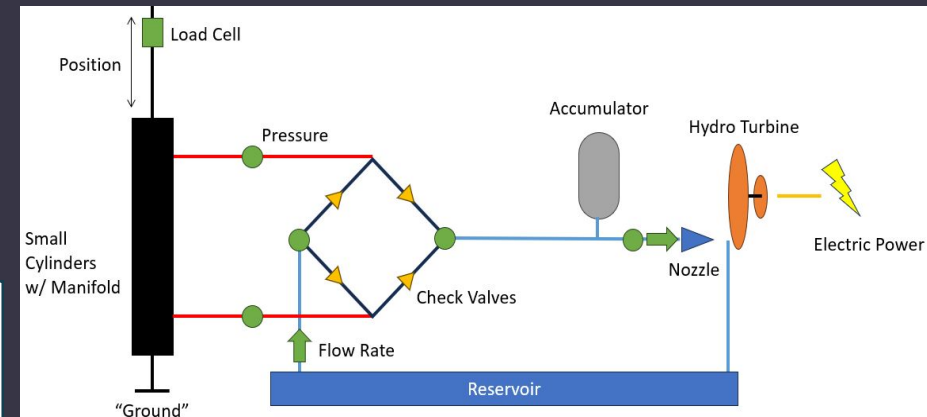 Load Cell
Position
Accumulator
Hydro Turbine
Pressure
Small
Cylinders
w/ Manifold
Electric Power
Nozzle
Check Valves
Flow Rate
Reservoir
“Ground”